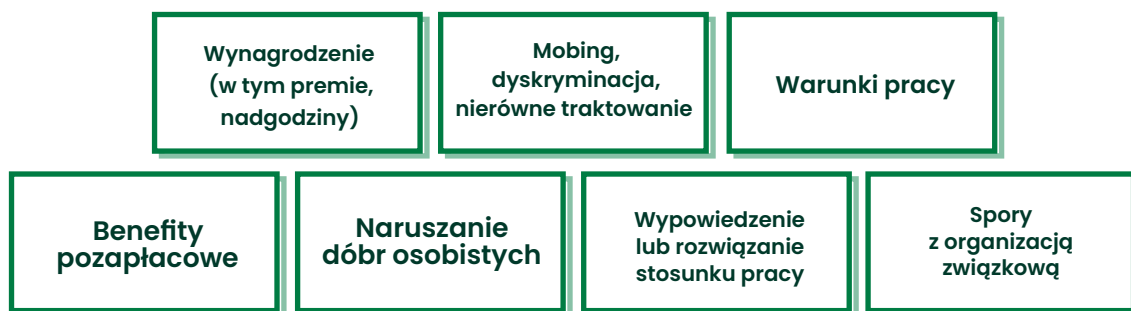 Wynagrodzenie
(w tym premie,
nadgodziny)
Mobing,
dyskryminacja,
nierówne traktowanie
Warunki pracy
Benefity
pozapłacowe
Naruszanie
dóbr osobistych
Wypowiedzenie
lub rozwiązanie
stosunku pracy
Spory
z organizacją
związkową